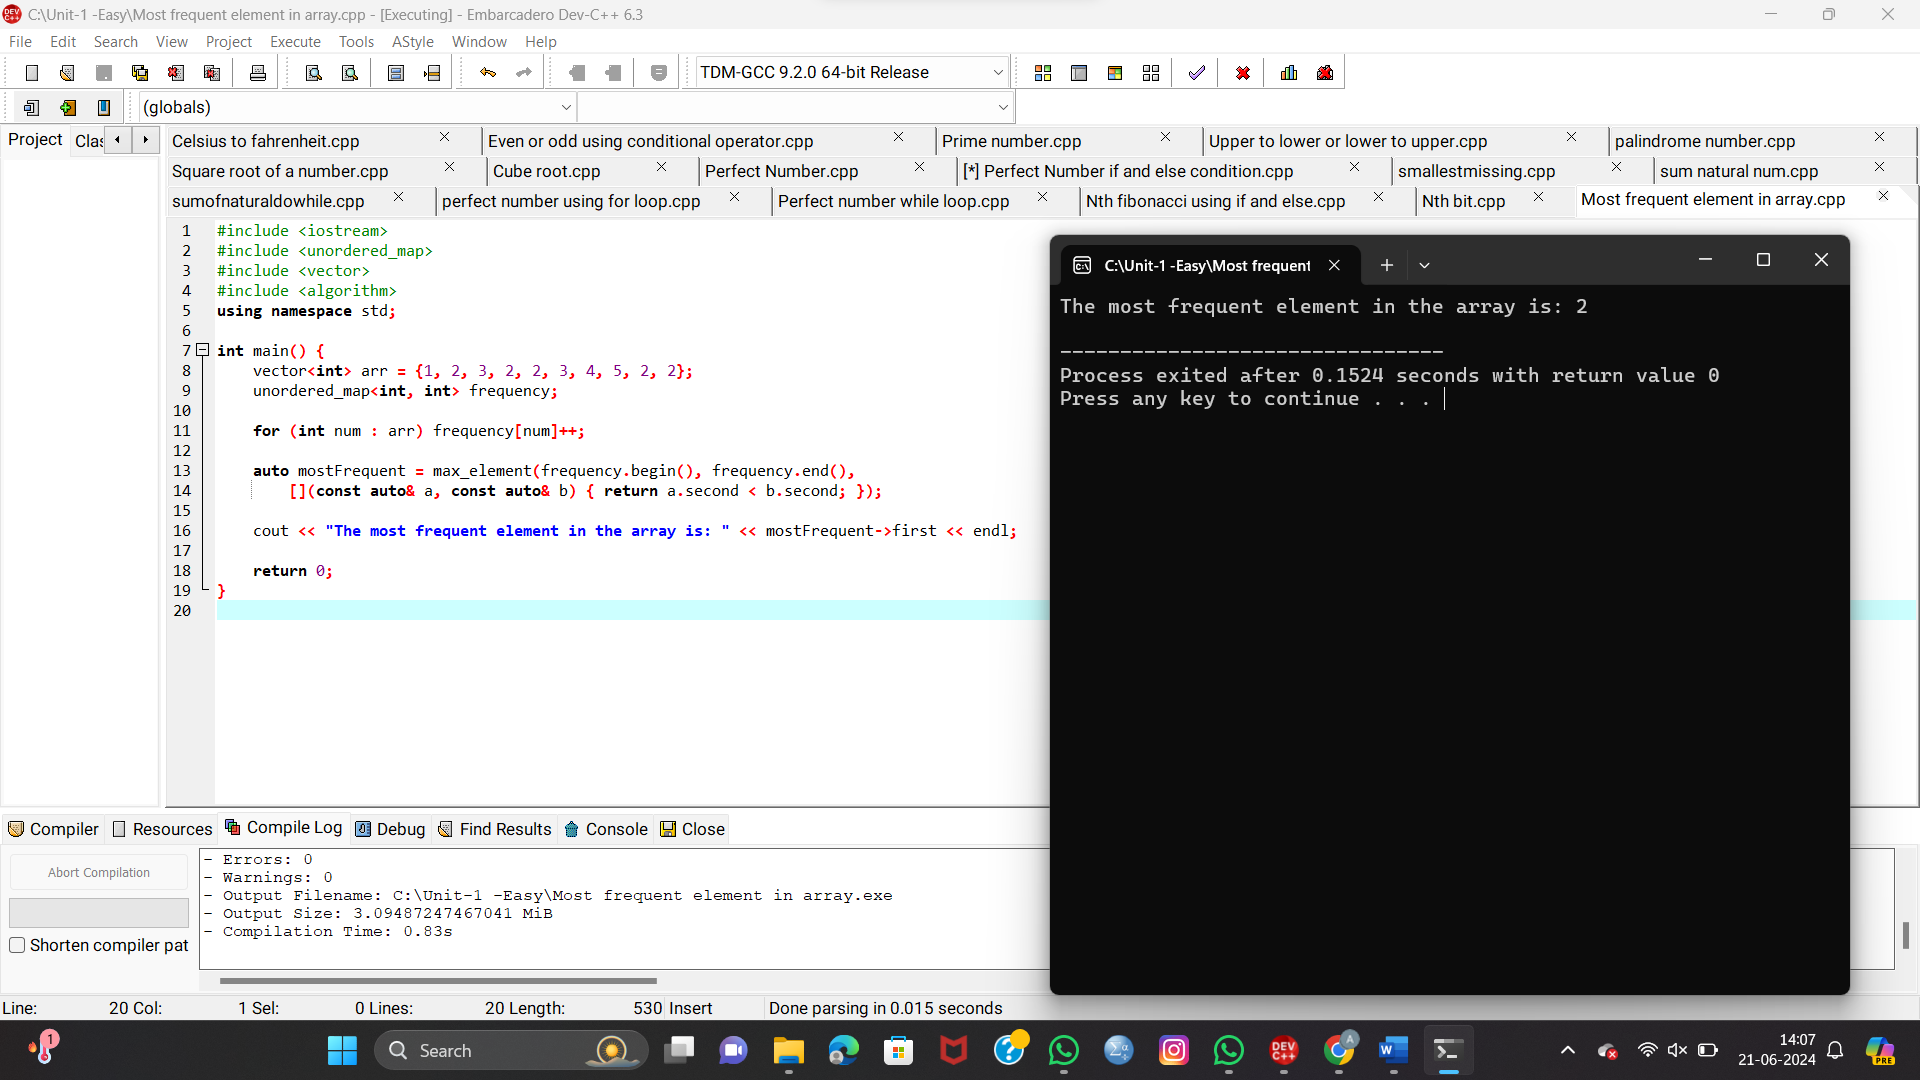 C:\Unit-1 -Easy\Most frequent element in array.cpp - [Executing] - Embarcadero Dev-C++ 6.3
File Edit Search View Project Execute Tools AStyle Window Help
TDM-GCC 9.2.0 64-bit Release
(globals)
Project Clas
Celsius to fahrenheit.cpp Even or odd using conditional operator.cpp Prime number.cpp Upper to lower or lower to upper.cpp palindrome number.cpp
Square root of a number.cpp Cube root.cpp Perfect Number.cpp [*] Perfect Number if and else condition.cpp smallestmissing.cpp sum natural num.cpp
sumofnaturaldowhile.cpp perfect number using for loop.cpp Perfect number while loop.cpp Nth fibonacci using if and else.cpp Nth bit.cpp Most frequent element in array.cpp
1 #include <iostream>
2 #include <unordered_map>
3 #include <vector>
4 #include <algorithm>
5 using namespace std;
6
7 int main() {
8     vector<int> arr = {1, 2, 3, 2, 2, 3, 4, 5, 2, 2};
9     unordered_map<int, int> frequency;
10
11     for (int num : arr) frequency[num]++;
12
13     auto mostFrequent = max_element(frequency.begin(), frequency.end(),
14         [](const auto& a, const auto& b) { return a.second < b.second; });
15
16     cout << "The most frequent element in the array is: " << mostFrequent->first << endl;
17
18     return 0;
19 }
20
C:\Unit-1 -Easy\Most frequent
The most frequent element in the array is: 2
--------------------------------
Process exited after 0.1524 seconds with return value 0
Press any key to continue . . .
Compiler Resources Compile Log Debug Find Results Console Close
Abort Compilation
Shorten compiler pat
- Errors: 0
- Warnings: 0
- Output Filename: C:\Unit-1 -Easy\Most frequent element in array.exe
- Output Size: 3.09487247467041 MiB
- Compilation Time: 0.83s
Line: 20 Col: 1 Sel: 0 Lines: 20 Length: 530 Insert Done parsing in 0.015 seconds
1
Search
DEV C++
A
W
14:07
21-06-2024
PRE